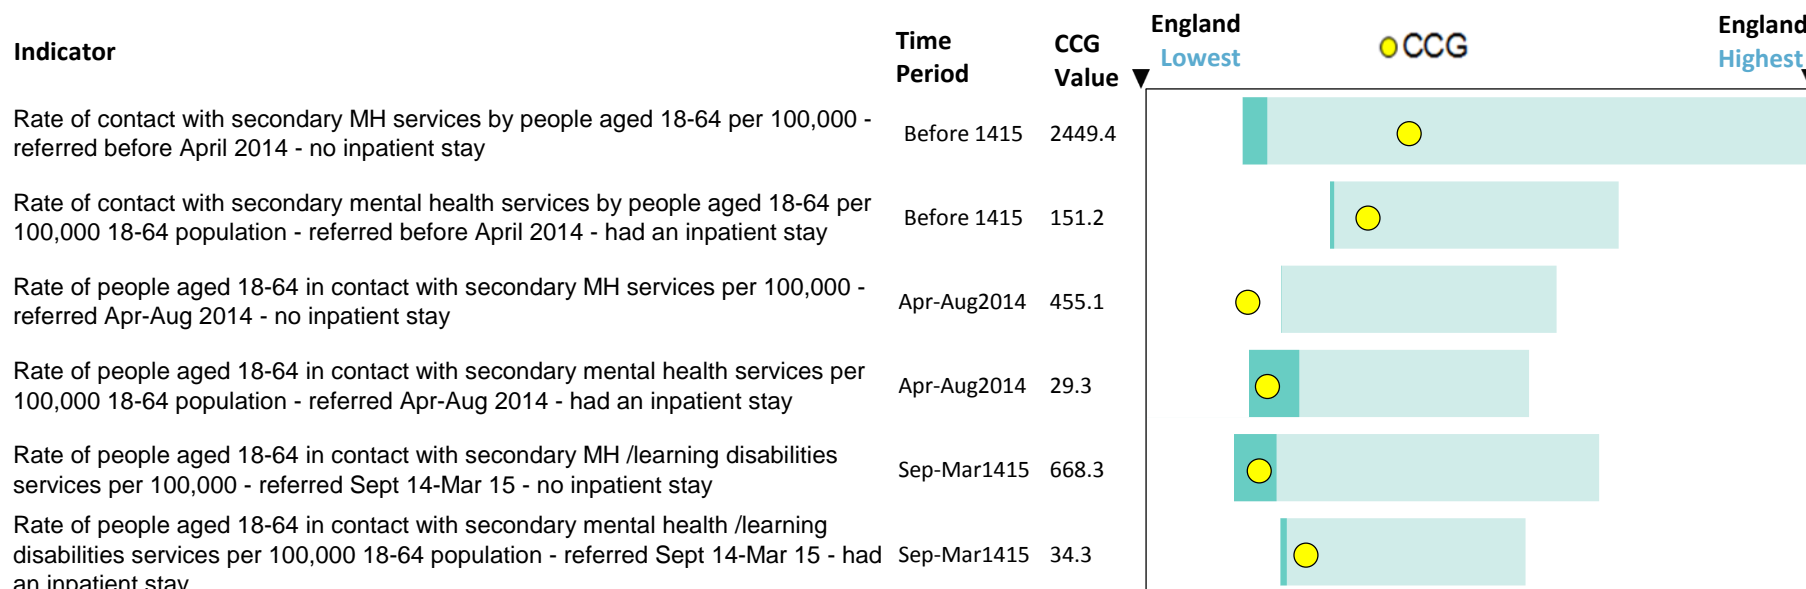 Indicator
Time
Period
CCG
Value
England
Lowest
CCG
England
Highest
Rate of contact with secondary MH services by people aged 18-64 per 100,000 -
referred before April 2014 - no inpatient stay
Before 1415 2449.4
Rate of contact with secondary mental health services by people aged 18-64 per
100,000 18-64 population - referred before April 2014 - had an inpatient stay
Before 1415 151.2
Rate of people aged 18-64 in contact with secondary MH services per 100,000 -
referred Apr-Aug 2014 - no inpatient stay
Apr-Aug2014 455.1
Rate of people aged 18-64 in contact with secondary mental health services per
100,000 18-64 population - referred Apr-Aug 2014 - had an inpatient stay
Apr-Aug2014 29.3
Rate of people aged 18-64 in contact with secondary MH /learning disabilities
services per 100,000 - referred Sept 14-Mar 15 - no inpatient stay
Sep-Mar1415 668.3
Rate of people aged 18-64 in contact with secondary mental health /learning
disabilities services per 100,000 18-64 population - referred Sept 14-Mar 15 - had
an inpatient stay
Sep-Mar1415 34.3